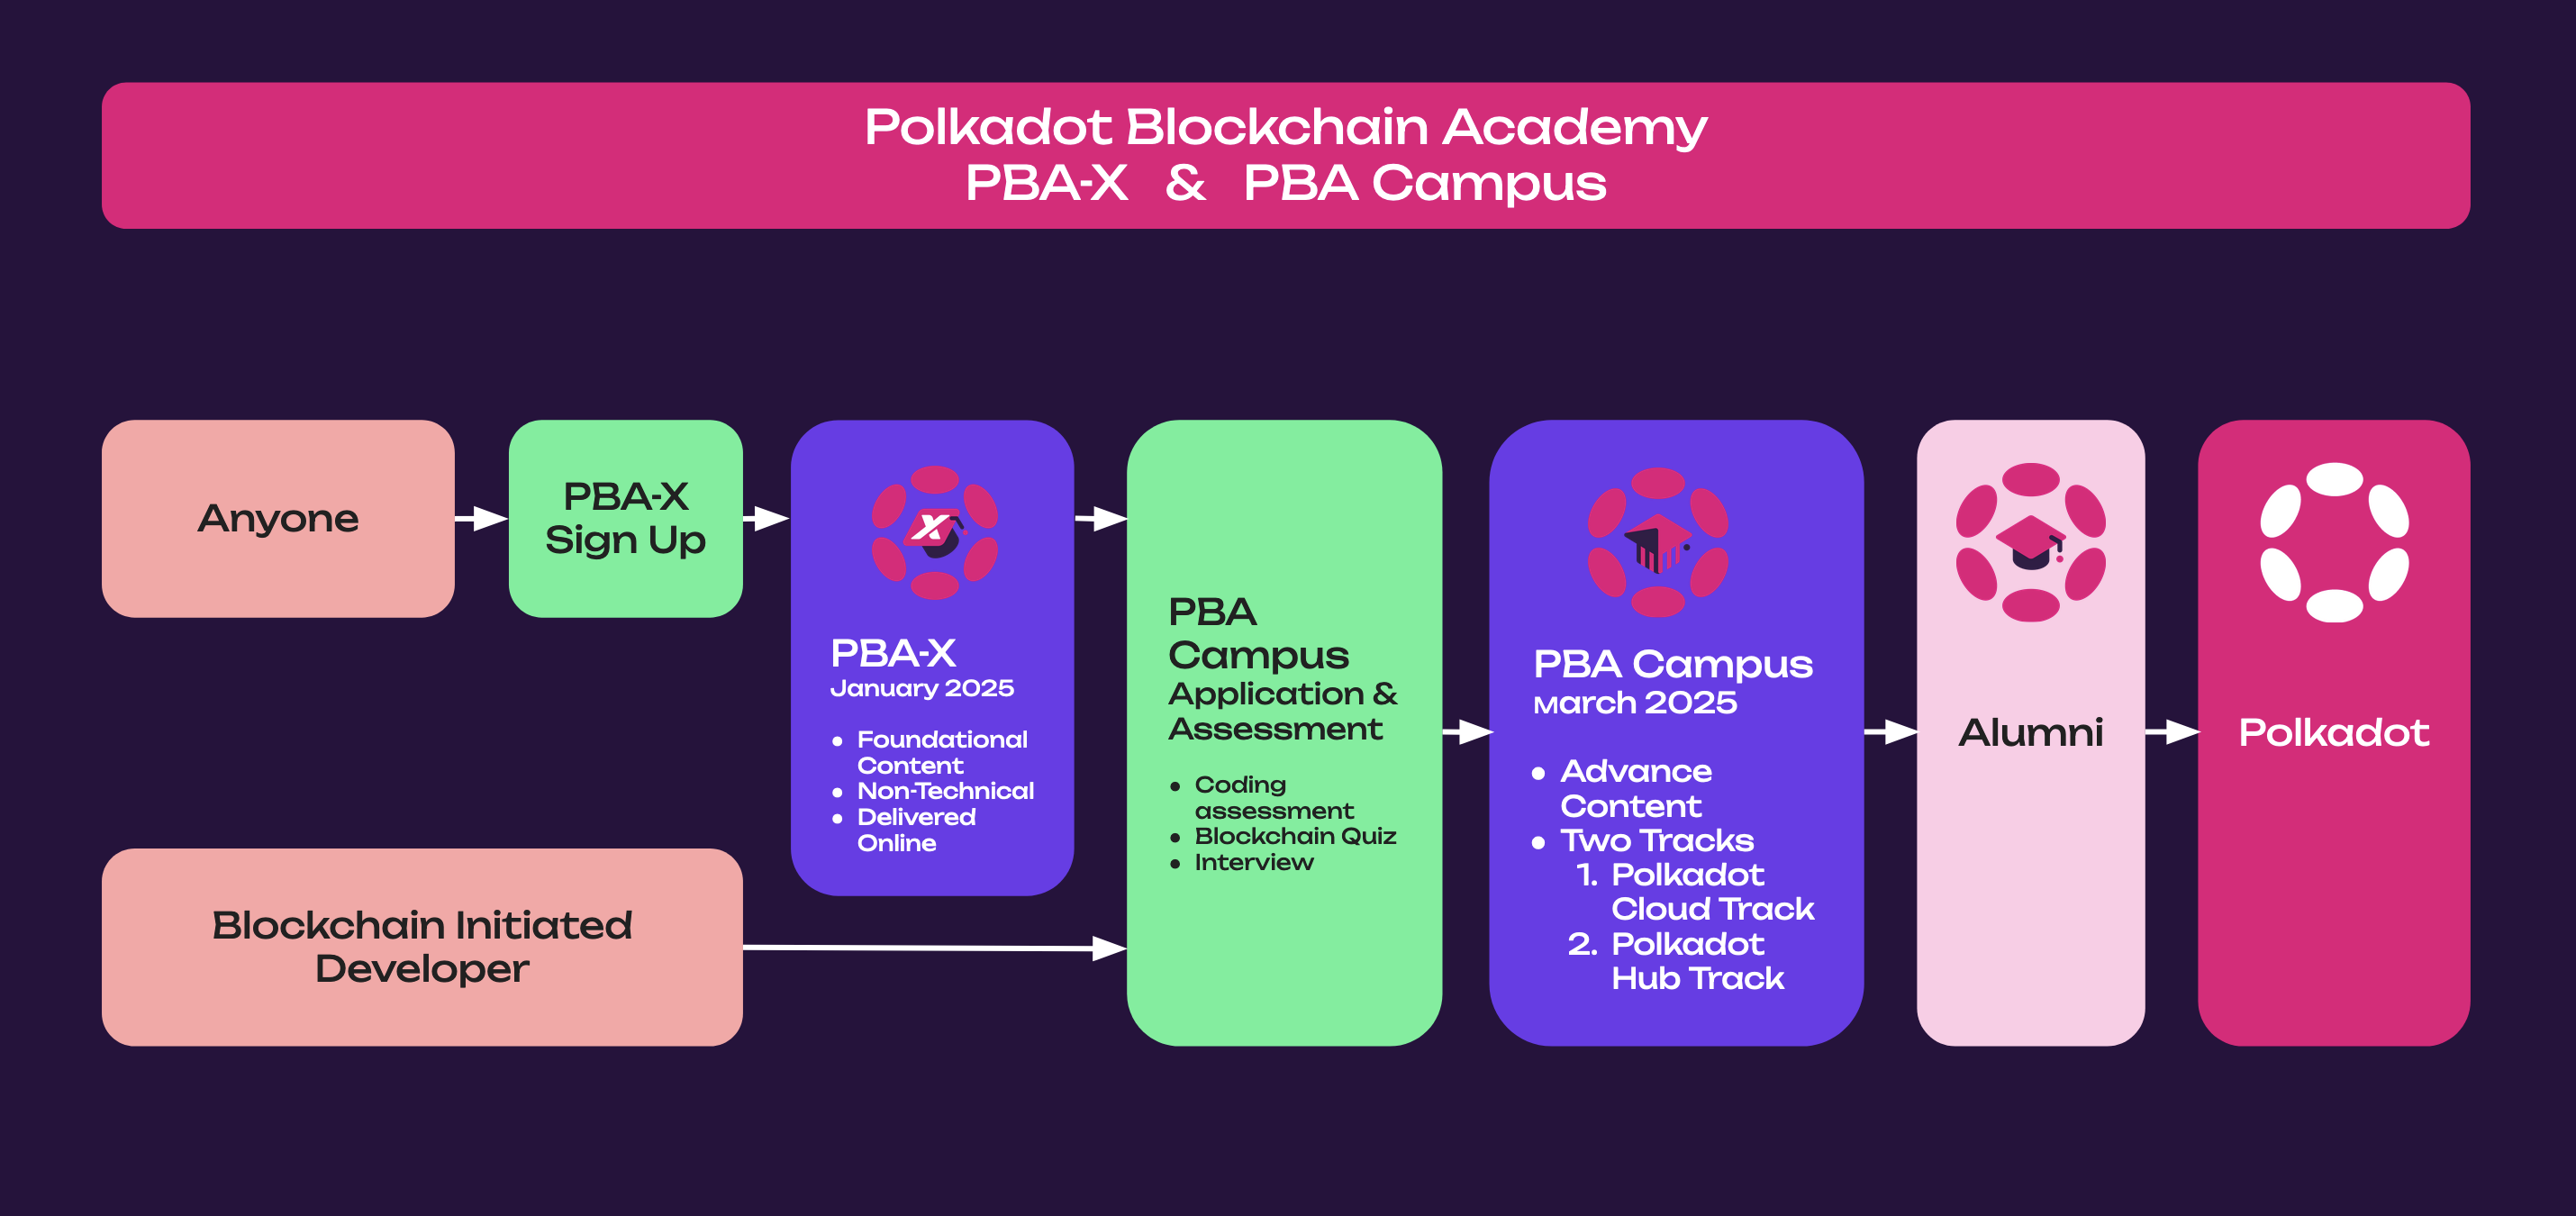 Polkadot Blockchain Academy
PBA-X & PBA Campus
Anyone
PBA-X
Sign Up
X
PBA-X
January 2025
• Foundational
Content
• Non-Technical
• Delivered
Online
Blockchain Initiated
Developer
PBA
Campus
Application &
Assessment
• Coding
assessment
• Blockchain Quiz
• Interview
PBA Campus
March 2025
• Advance
Content
• Two Tracks
1. Polkadot
Cloud Track
2. Polkadot
Hub Track
Alumni
Polkadot